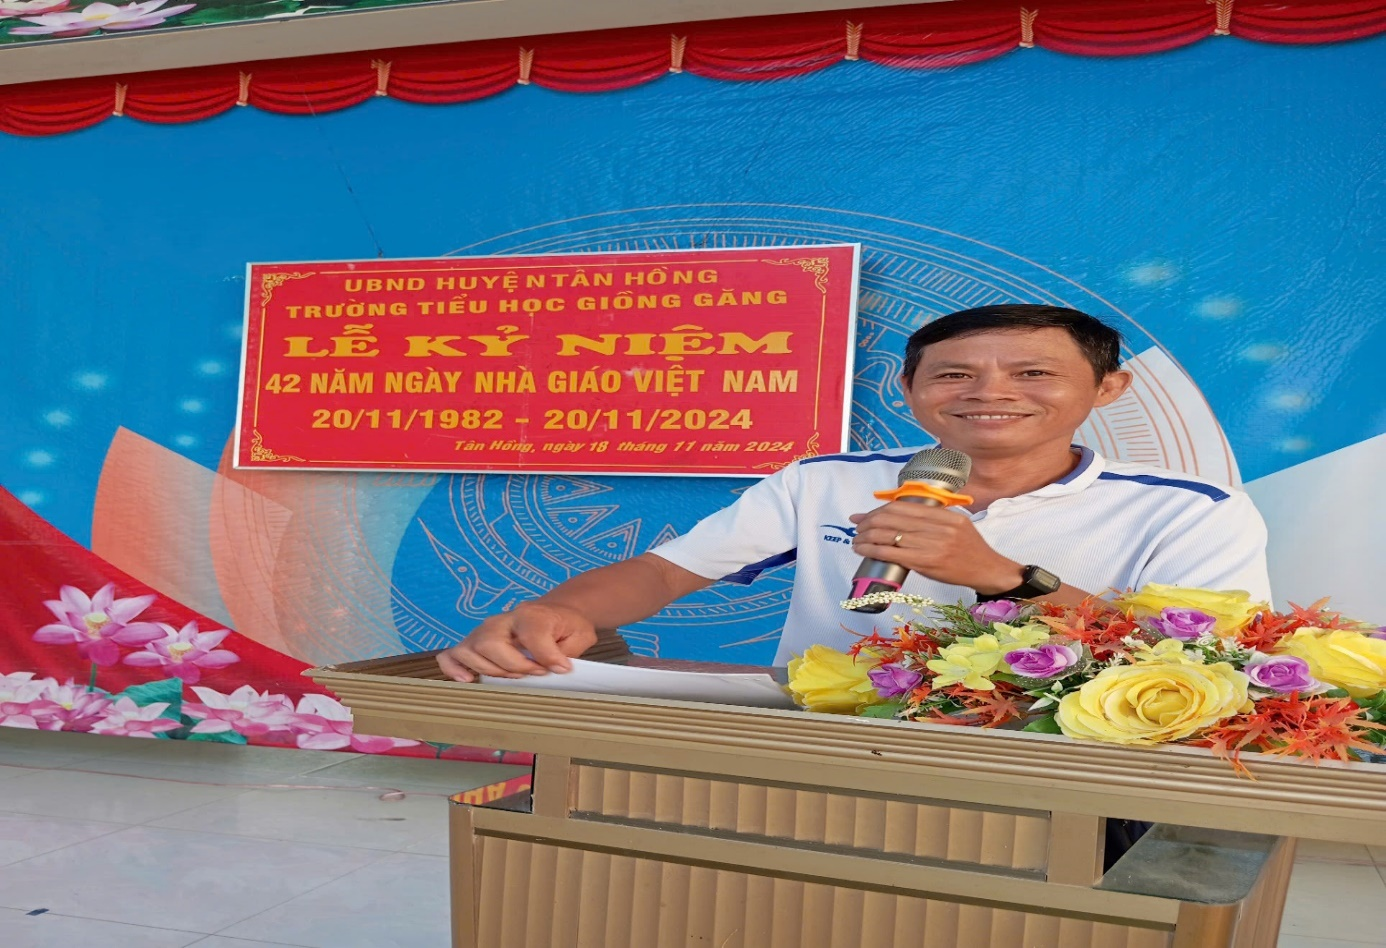 UBND HUYỆN TÂN HỒNG
TRƯỜNG TIỂU HỌC GIỒNG GĂNG
LỄ KỶ NIỆM
42 NĂM NGÀY NHÀ GIÁO VIỆT NAM
20/11/1982 - 20/11/2024
Tân Hồng, ngày 18 tháng 11 năm 2024
KEEP &